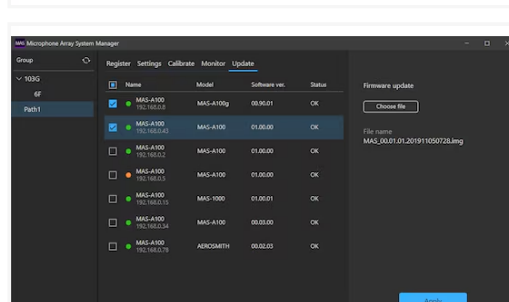 MAS Microphone Array System Manager
Group
103G
6F
Path1
Register Settings Calibrate Monitor Update
Name Model Software ver. Status
MAS-A100 MAS-A100g 00.90.01 OK
192.168.0.8
MAS-A100 MAS-A100 01.00.00 OK
192.168.0.43
MAS-A100 MAS-A100 01.00.00 OK
192.168.0.2
MAS-A100 MAS-A100 01.00.00 OK
192.168.0.5
MAS-A100 MAS-1000 01.00.01 OK
192.168.0.13
MAS-A100 MAS-A100 00.03.00 OK
192.168.0.34
MAS-A100 AEROSMITH 00.02.03 OK
192.168.0.78
Firmware update
Choose file
File name
MAS_00.01.01.201911050728.img
Apply